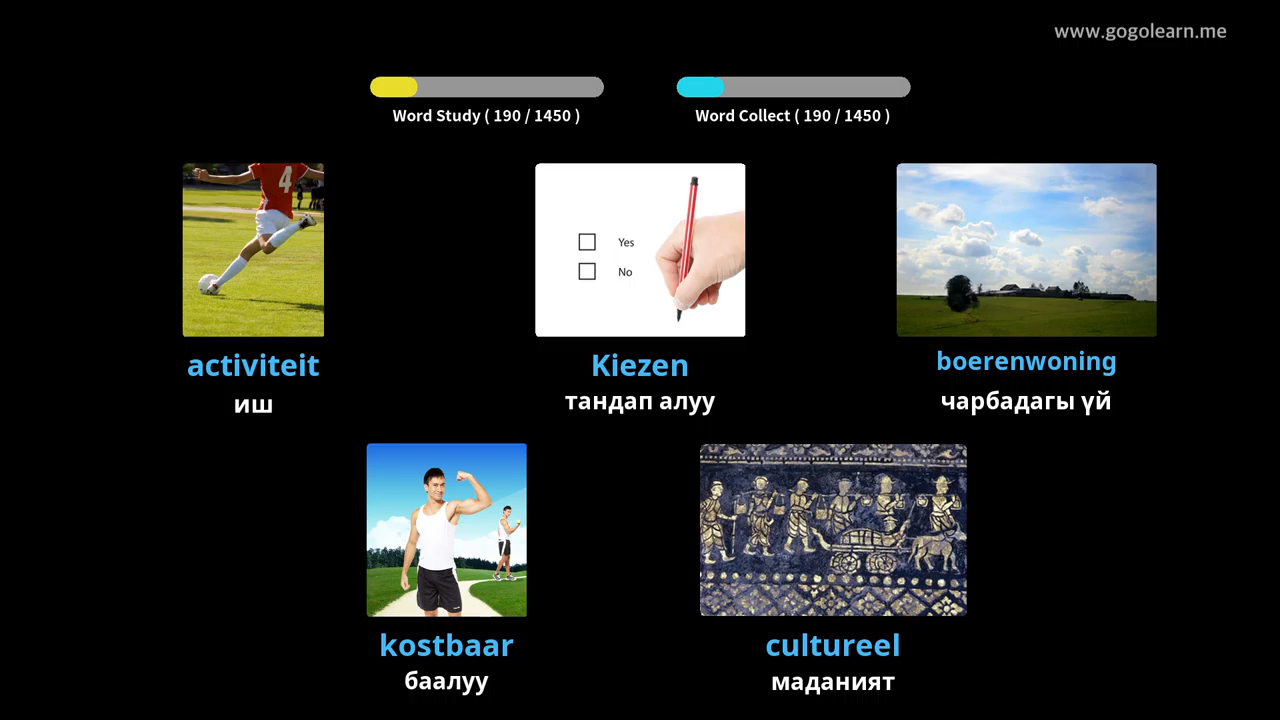 www.gogolearn.me
Word Study ( 190 / 1450 )
Word Collect ( 190 / 1450 )
4
Yes
No
activiteit
иш
Kiezen
тандап алуу
boerenwoning
чарбадагы үй
kostbaar
баалуу
cultureel
маданият